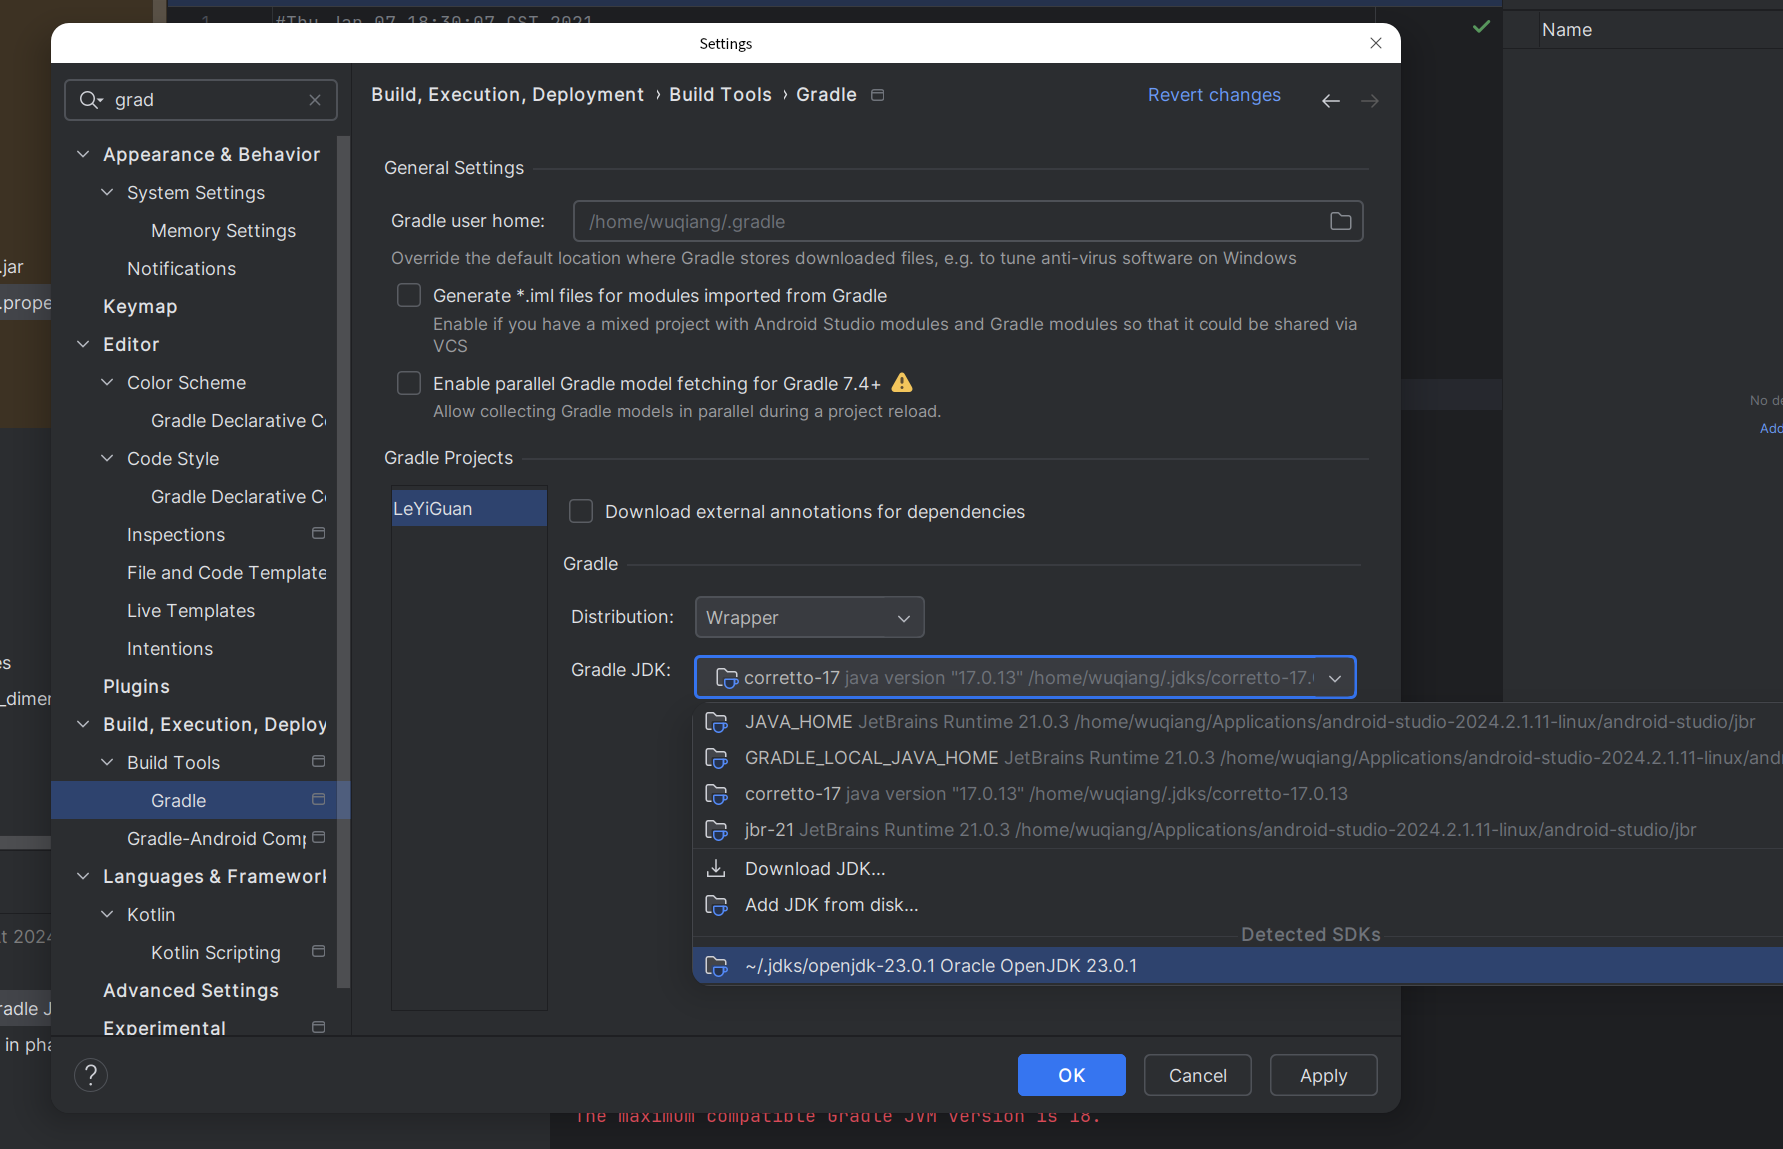 1 #Thu Jan 07 18:30:07 CST 2021
Settings
Name
grad
Build, Execution, Deployment › Build Tools › Gradle
Revert changes
Appearance & Behavior
System Settings
Memory Settings
Notifications
Keymap
Editor
Color Scheme
Gradle Declarative Co
Code Style
Gradle Declarative Co
Inspections
File and Code Template
Live Templates
Intentions
Plugins
Build, Execution, Deploy
Build Tools
Gradle
Gradle-Android Comp
Languages & Framework
Kotlin
Kotlin Scripting
Advanced Settings
Experimental
General Settings
Gradle user home:
/home/wuqiang/.gradle
Override the default location where Gradle stores downloaded files, e.g. to tune anti-virus software on Windows
Generate *.iml files for modules imported from Gradle
Enable if you have a mixed project with Android Studio modules and Gradle modules so that it could be shared via
VCS
Enable parallel Gradle model fetching for Gradle 7.4+
Allow collecting Gradle models in parallel during a project reload.
Gradle Projects
LeYiGuan
Download external annotations for dependencies
Gradle
Distribution:
Wrapper
Gradle JDK:
corretto-17 java version "17.0.13" /home/wuqiang/.jdks/corretto-17.0
JAVA_HOME JetBrains Runtime 21.0.3 /home/wuqiang/Applications/android-studio-2024.2.1.11-linux/android-studio/jbr
GRADLE_LOCAL_JAVA_HOME JetBrains Runtime 21.0.3 /home/wuqiang/Applications/android-studio-2024.2.1.11-linux/and
corretto-17 java version "17.0.13" /home/wuqiang/.jdks/corretto-17.0.13
jbr-21 JetBrains Runtime 21.0.3 /home/wuqiang/Applications/android-studio-2024.2.1.11-linux/android-studio/jbr
Download JDK...
Add JDK from disk...
Detected SDKs
~/.jdks/openjdk-23.0.1 Oracle OpenJDK 23.0.1
?
OK
Cancel
Apply
.jar
.prope
es
_dimen
t 2024
radle J
in pha
No de
Add
The maximum compatible Gradle JVM version is 18.